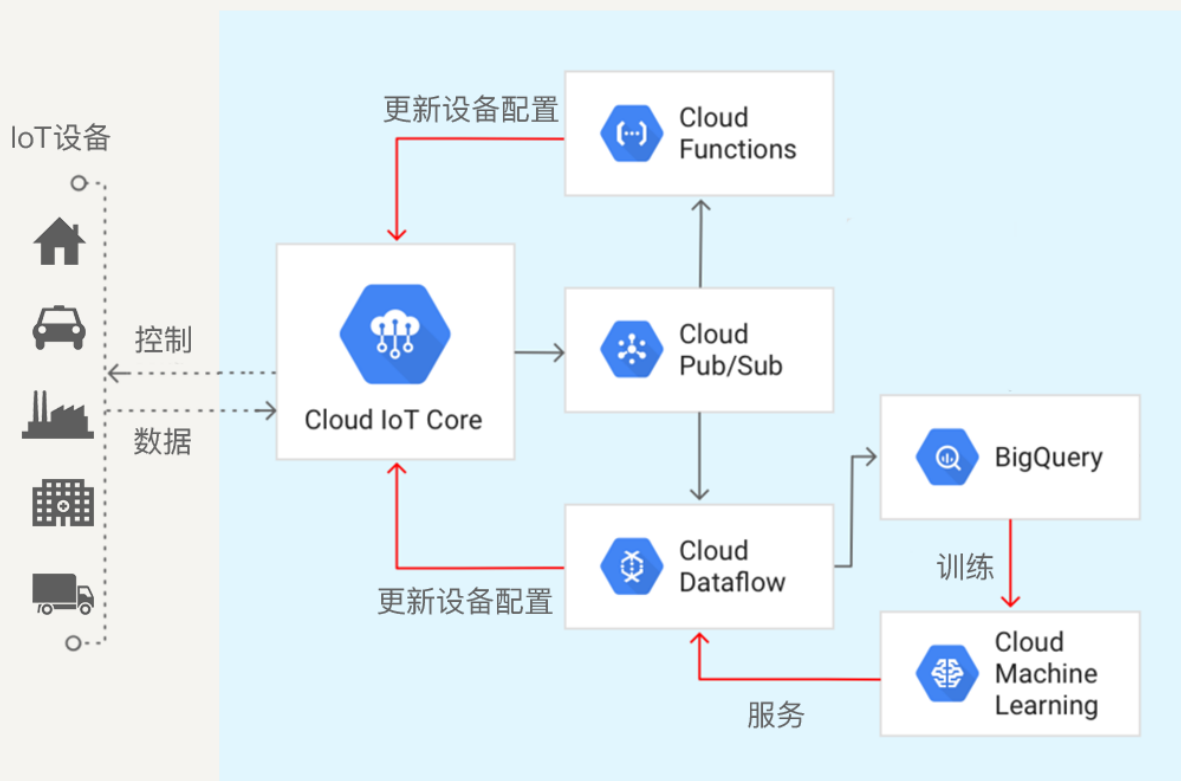 更新设备配置
Cloud
Functions
IoT设备
控制
数据
Cloud IoT Core
Cloud
Pub/Sub
BigQuery
训练
Cloud
Dataflow
更新设备配置
Cloud
Machine
Learning
服务